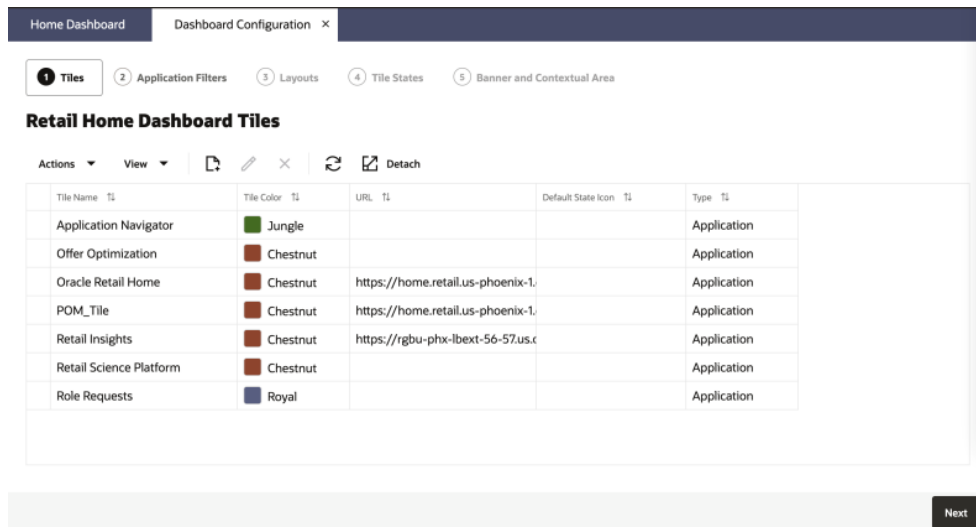 Home Dashboard Dashboard Configuration ×
1 Tiles 2 Application Filters 3 Layouts 4 Tile States 5 Banner and Contextual Area
Retail Home Dashboard Tiles
Actions View Detach
Tile Name Tile Color URL Default State Icon Type
Application Navigator Jungle Application
Offer Optimization Chestnut Application
Oracle Retail Home Chestnut https://home.retail.us-phoenix-1. Application
POM_Tile Chestnut https://home.retail.us-phoenix-1. Application
Retail Insights Chestnut https://rgbu-phx-lbext-56-57.us. Application
Retail Science Platform Chestnut Application
Role Requests Royal Application
Next